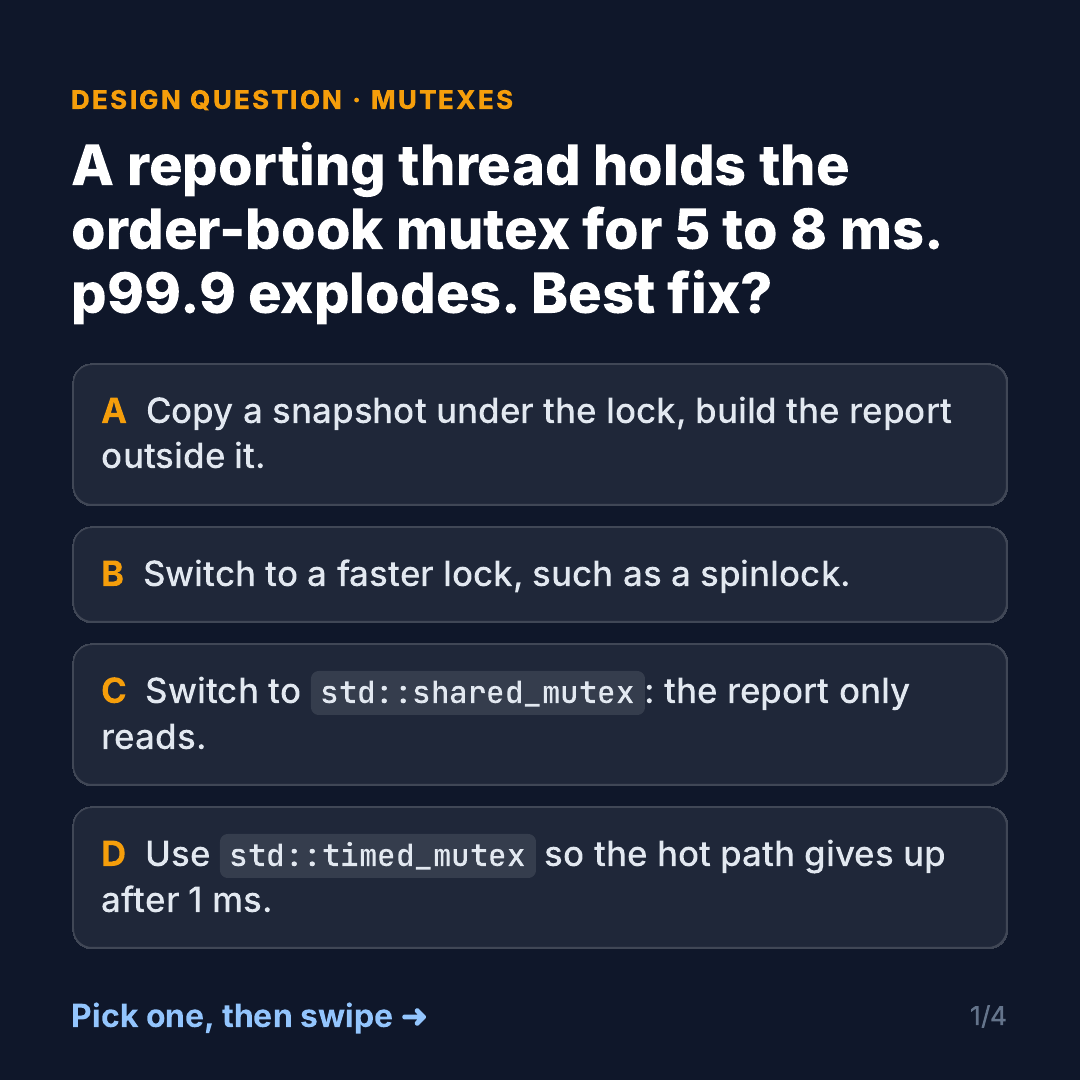 DESIGN QUESTION · MUTEXES
A reporting thread holds the
order-book mutex for 5 to 8 ms.
p99.9 explodes. Best fix?
A Copy a snapshot under the lock, build the report
outside it.
B Switch to a faster lock, such as a spinlock.
C Switch to std::shared_mutex: the report only
reads.
D Use std::timed_mutex so the hot path gives up
after 1 ms.
Pick one, then swipe ➜
1/4